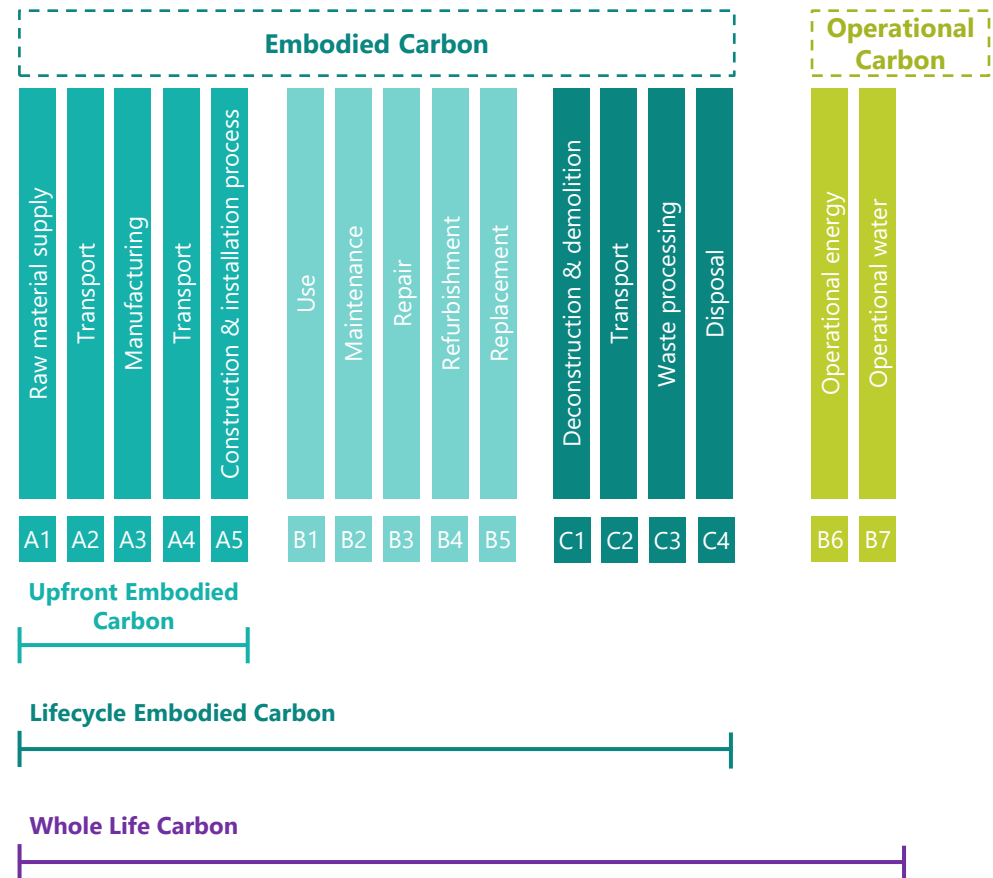 Embodied Carbon
Operational
Carbon
Raw material supply
Transport
Manufacturing
Transport
Construction & installation process
Use
Maintenance
Repair
Refurbishment
Replacement
Deconstruction & demolition
Transport
Waste processing
Disposal
Operational energy
Operational water
A1 A2 A3 A4 A5 B1 B2 B3 B4 B5 C1 C2 C3 C4 B6 B7
Upfront Embodied
Carbon
Lifecycle Embodied Carbon
Whole Life Carbon